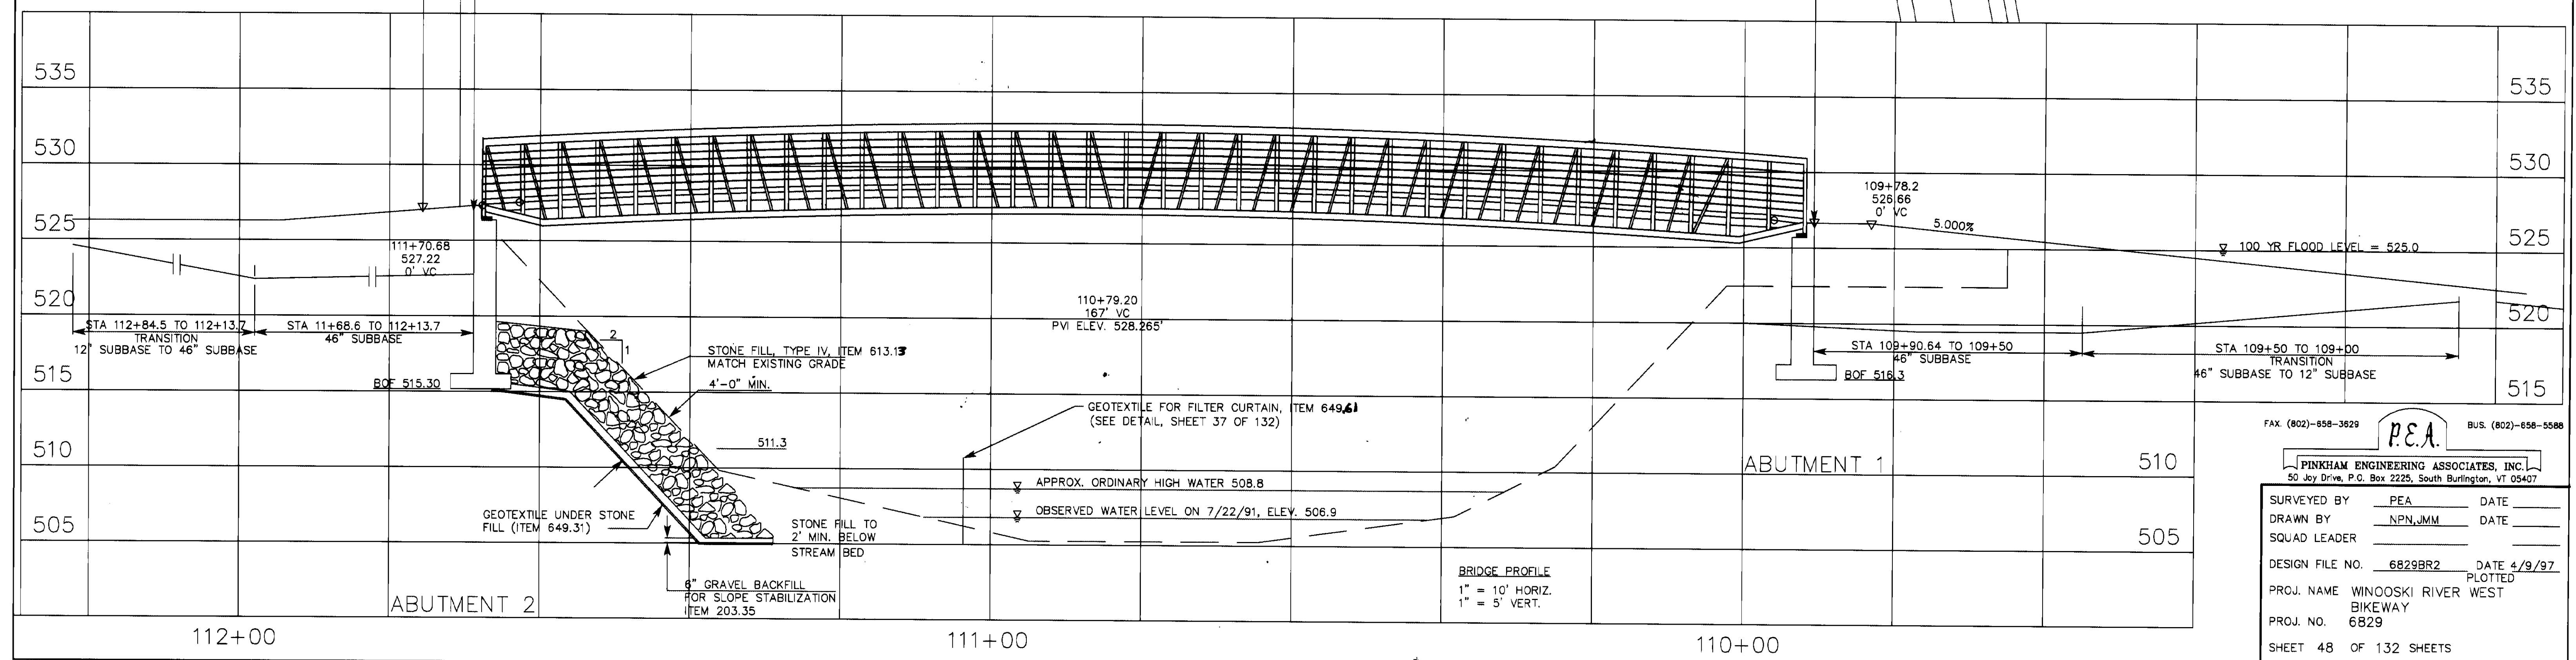 535
530
525
520
515
510
505
535
530
525
520
515
510
505
111+70.68
527.22
0' VC
STA 112+84.5 TO 112+13.7
TRANSITION
12" SUBBASE TO 46" SUBBASE
STA 11+68.6 TO 112+13.7
46" SUBBASE
BOF 515.30
2
1
STONE FILL, TYPE IV, ITEM 613.13
MATCH EXISTING GRADE
4'-0" MIN.
511.3
GEOTEXTILE UNDER STONE
FILL (ITEM 649.31)
STONE FILL TO
2' MIN. BELOW
STREAM BED
6" GRAVEL BACKFILL
FOR SLOPE STABILIZATION
ITEM 203.35
ABUTMENT 2
110+79.20
167' VC
PVI ELEV. 528.265'
GEOTEXTILE FOR FILTER CURTAIN, ITEM 649.61
(SEE DETAIL, SHEET 37 OF 132)
APPROX. ORDINARY HIGH WATER 508.8
OBSERVED WATER LEVEL ON 7/22/91, ELEV. 506.9
109+78.2
526.66
0' VC
5.000%
100 YR FLOOD LEVEL = 525.0
STA 109+90.64 TO 109+50
46" SUBBASE
STA 109+50 TO 109+00
TRANSITION
46" SUBBASE TO 12" SUBBASE
BOF 516.3
ABUTMENT 1
BRIDGE PROFILE
1" = 10' HORIZ.
1" = 5' VERT.
112+00
111+00
110+00
FAX. (802)-658-3629
P.E.A.
BUS. (802)-658-5588
PINKHAM ENGINEERING ASSOCIATES, INC.
50 Joy Drive, P.O. Box 2225, South Burlington, VT 05407
SURVEYED BY PEA DATE
DRAWN BY NPN,JMM DATE
SQUAD LEADER
DESIGN FILE NO. 6829BR2 DATE 4/9/97
PLOTTED
PROJ. NAME WINOOSKI RIVER WEST
BIKEWAY
PROJ. NO. 6829
SHEET 48 OF 132 SHEETS